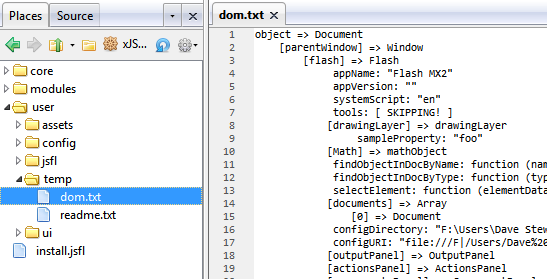 Places
Source
xJS...
core
modules
user
assets
config
jsfl
temp
dom.txt
readme.txt
ui
install.jsfl
dom.txt
1 object => Document
2 [parentWindow] => Window
3 [flash] => Flash
4 appName: "Flash MX2"
5 appVersion: ""
6 systemScript: "en"
7 tools: [ SKIPPING! ]
8 [drawingLayer] => drawingLayer
9 sampleProperty: "foo"
10 [Math] => mathObject
11 findObjectInDocByName: function (nam
12 findObjectInDocByType: function (typ
13 selectElement: function (elementData
14 [documents] => Array
15 [0] => Document
16 configDirectory: "F:\Users\Dave Stew
17 configURI: "file:///F|/Users/Dave%20
18 [outputPanel] => OutputPanel
19 [actionsPanel] => ActionsPanel